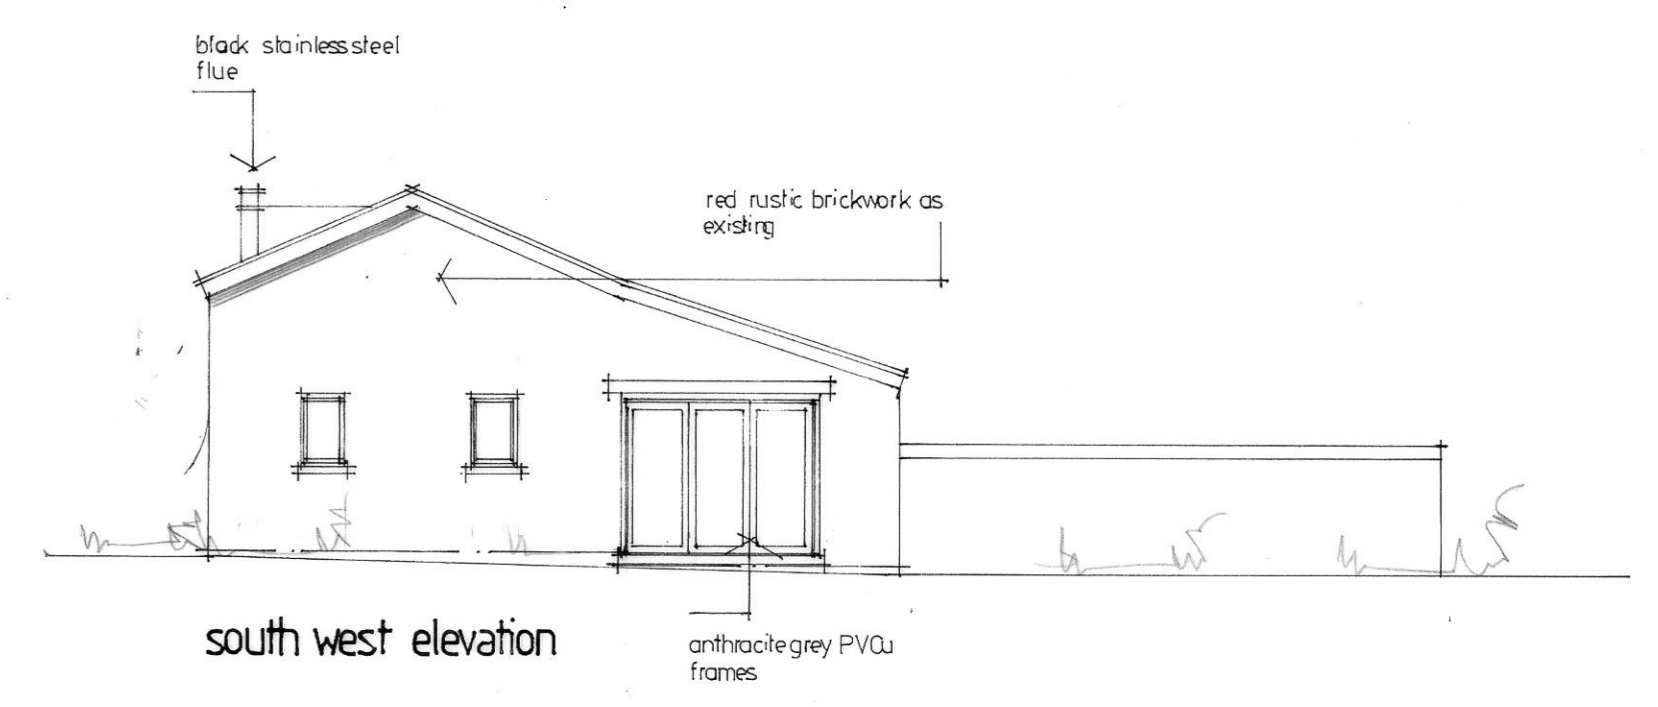 black stainless steel
flue
red rustic brickwork as
existing
south west elevation
anthracite grey PVCu
frames